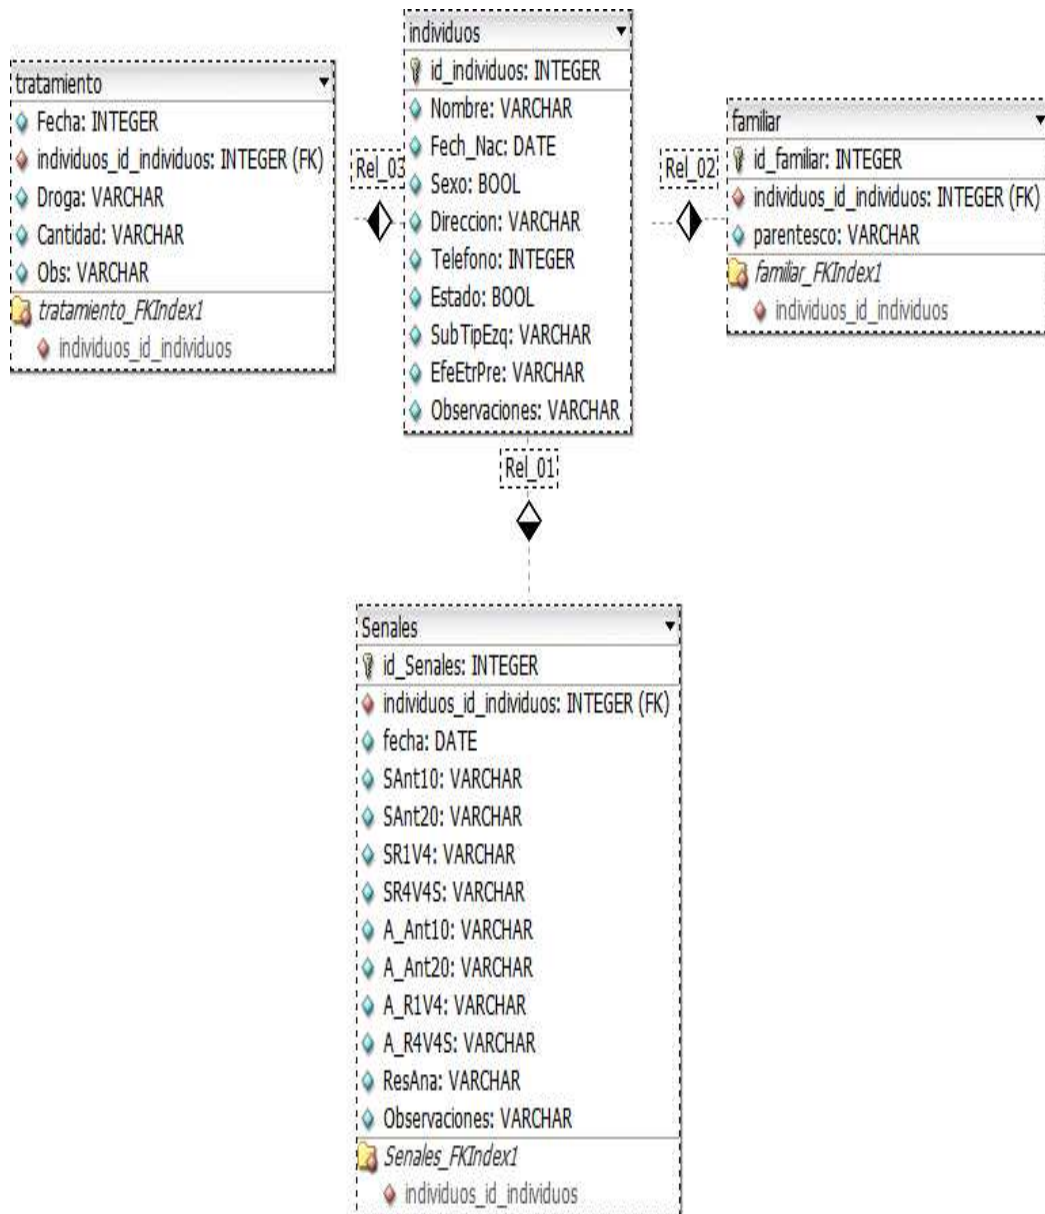 individuos
id_individuos: INTEGER
Nombre: VARCHAR
Fech_Nac: DATE
Sexo: BOOL
Direccion: VARCHAR
Telefono: INTEGER
Estado: BOOL
SubTipEzq: VARCHAR
EfeEtrPre: VARCHAR
Observaciones: VARCHAR
tratamiento
Fecha: INTEGER
individuos_id_individuos: INTEGER (FK)
Droga: VARCHAR
Cantidad: VARCHAR
Obs: VARCHAR
tratamiento_FKIndex1
individuos_id_individuos
Rel_03
Rel_02
familiar
id_familiar: INTEGER
individuos_id_individuos: INTEGER (FK)
parentesco: VARCHAR
familiar_FKIndex1
individuos_id_individuos
Rel_01
Senales
id_Senales: INTEGER
individuos_id_individuos: INTEGER (FK)
fecha: DATE
SAnt10: VARCHAR
SAnt20: VARCHAR
SR1V4: VARCHAR
SR4V4S: VARCHAR
A_Ant10: VARCHAR
A_Ant20: VARCHAR
A_R1V4: VARCHAR
A_R4V4S: VARCHAR
ResAna: VARCHAR
Observaciones: VARCHAR
Senales_FKIndex1
individuos_id_individuos